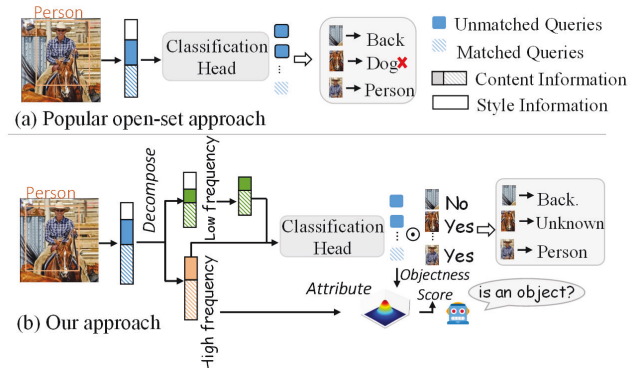 Person
Classification
Head
Back
Dog
Person
Unmatched Queries
Matched Queries
Content Information
Style Information
(a) Popular open-set approach
Person
Decompose
Low frequency
High frequency
Classification
Head
No
Yes
Yes
Back.
Unknown
Person
Attribute
Objectness
Score
is an object?
(b) Our approach